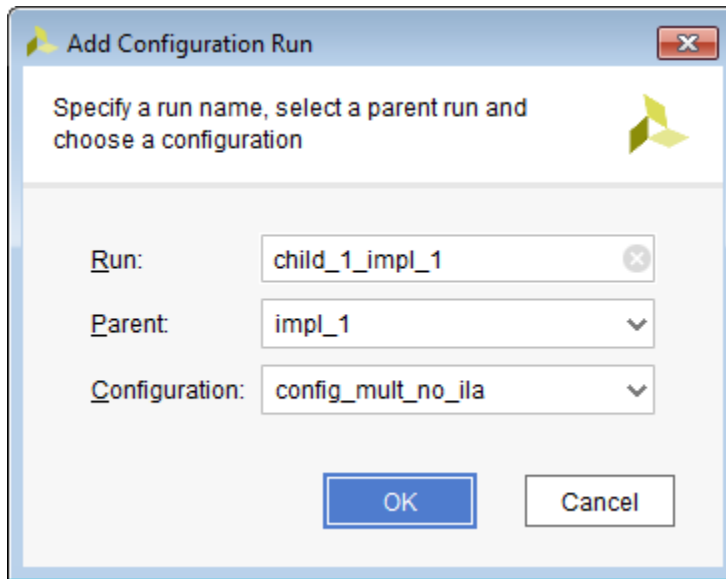 Add Configuration Run
Specify a run name, select a parent run and
choose a configuration
Run: child_1_impl_1
Parent: impl_1
Configuration: config_mult_no_ila
OK Cancel